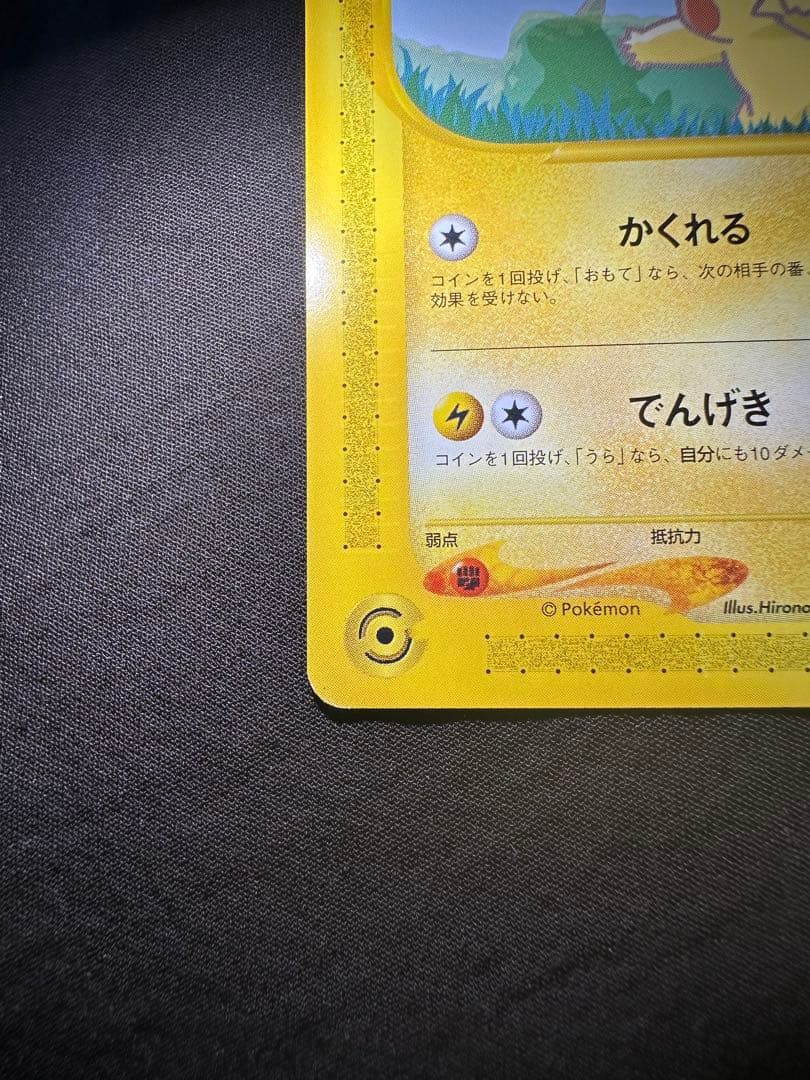 かくれる
コインを1回投げ、「おもて」なら、次の相手の番、
効果を受けない。
でんげき
コインを1回投げ、「うら」なら、自分にも10ダメー
弱点
抵抗力
© Pokémon
Illus.Hirono